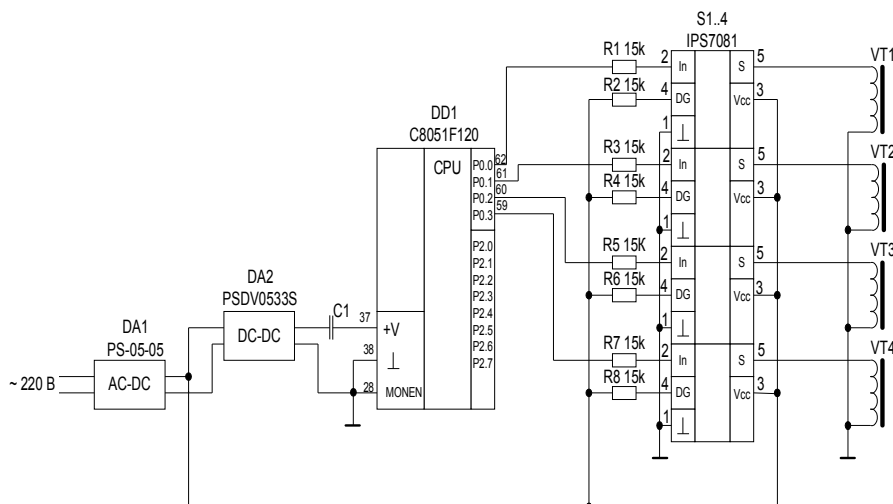 S1..4
IPS7081
R1 15k
2
In
S
5
VT1
R2 15k
4
DG
Vcc
3
1
⊥
DD1
C8051F120
CPU
P0.0
62
P0.1
61
P0.2
60
P0.3
59
R3 15k
2
In
S
5
VT2
R4 15k
4
DG
Vcc
3
1
⊥
P2.0
P2.1
P2.2
P2.3
P2.4
P2.5
P2.6
P2.7
R5 15К
2
In
S
5
VT3
R6 15k
4
DG
Vcc
3
1
⊥
DA2
PSDV0533S
DC-DC
C1
37
+V
38
⊥
28
MONEN
R7 15k
2
In
S
5
VT4
R8 15k
4
DG
Vcc
3
1
⊥
DA1
PS-05-05
~ 220 В
AC-DC